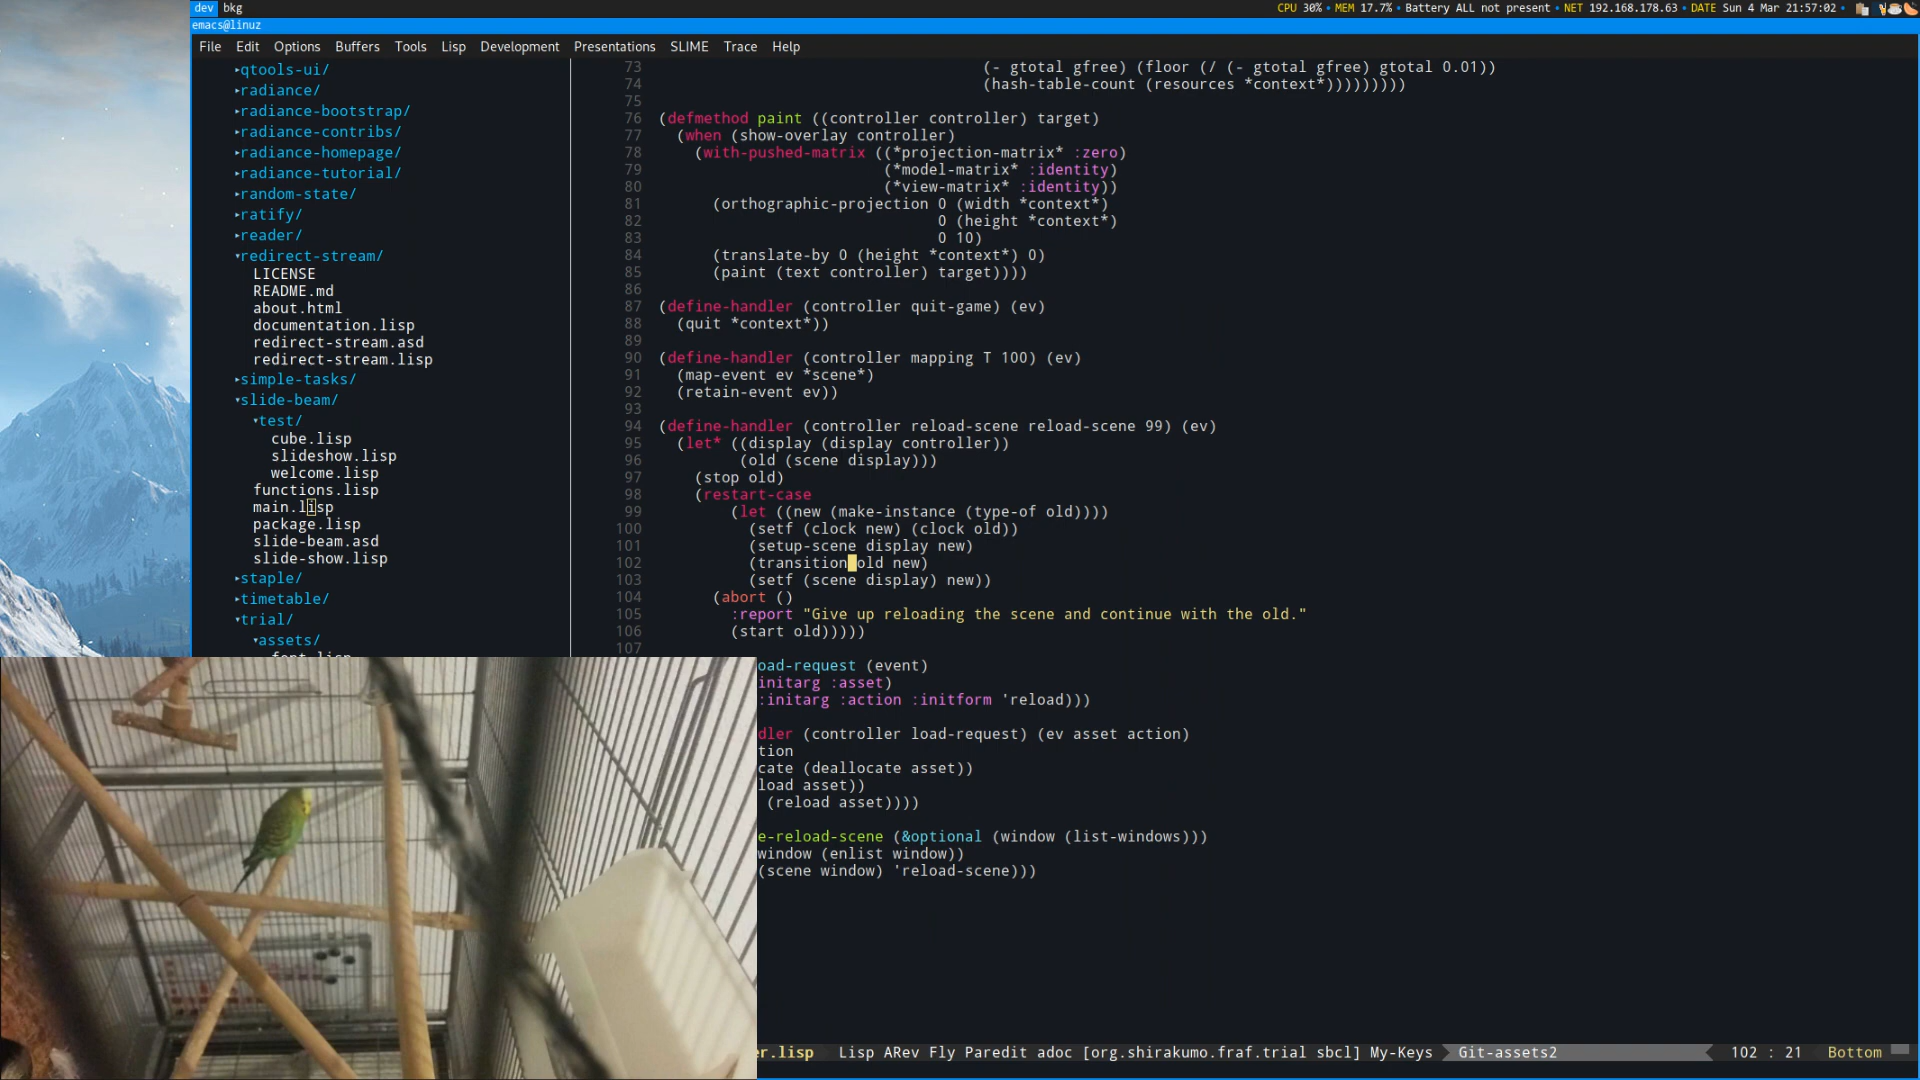 dev bkg
CPU 30% • MEM 17.7% • Battery ALL not present • NET 192.168.178.63 • DATE Sun 4 Mar 21:57:02 •
emacs@linuz
File Edit Options Buffers Tools Lisp Development Presentations SLIME Trace Help
▸qtools-ui/
▸radiance/
▸radiance-bootstrap/
▸radiance-contribs/
▸radiance-homepage/
▸radiance-tutorial/
▸random-state/
▸ratify/
▸reader/
▾redirect-stream/
LICENSE
README.md
about.html
documentation.lisp
redirect-stream.asd
redirect-stream.lisp
▸simple-tasks/
▾slide-beam/
▾test/
cube.lisp
slideshow.lisp
welcome.lisp
functions.lisp
main.lisp
package.lisp
slide-beam.asd
slide-show.lisp
▸staple/
▸timetable/
▾trial/
▾assets/
font.lisp
73 (- gtotal gfree) (floor (/ (- gtotal gfree) gtotal 0.01))
74 (hash-table-count (resources *context*)))))))))
75
76 (defmethod paint ((controller controller) target)
77 (when (show-overlay controller)
78 (with-pushed-matrix ((*projection-matrix* :zero)
79 (*model-matrix* :identity)
80 (*view-matrix* :identity))
81 (orthographic-projection 0 (width *context*)
82 0 (height *context*)
83 0 10)
84 (translate-by 0 (height *context*) 0)
85 (paint (text controller) target))))
86
87 (define-handler (controller quit-game) (ev)
88 (quit *context*))
89
90 (define-handler (controller mapping T 100) (ev)
91 (map-event ev *scene*)
92 (retain-event ev))
93
94 (define-handler (controller reload-scene reload-scene 99) (ev)
95 (let* ((display (display controller))
96 (old (scene display)))
97 (stop old)
98 (restart-case
99 (let ((new (make-instance (type-of old))))
100 (setf (clock new) (clock old))
101 (setup-scene display new)
102 (transition old new)
103 (setf (scene display) new))
104 (abort ()
105 :report "Give up reloading the scene and continue with the old."
106 (start old)))))
107
oad-request (event)
initarg :asset)
:initarg :action :initform 'reload)))
dler (controller load-request) (ev asset action)
tion
cate (deallocate asset))
load asset))
(reload asset))))
e-reload-scene (&optional (window (list-windows)))
window (enlist window))
(scene window) 'reload-scene)))
er.lisp Lisp ARev Fly Paredit adoc [org.shirakumo.fraf.trial sbcl] My-Keys Git-assets2 102 : 21 Bottom